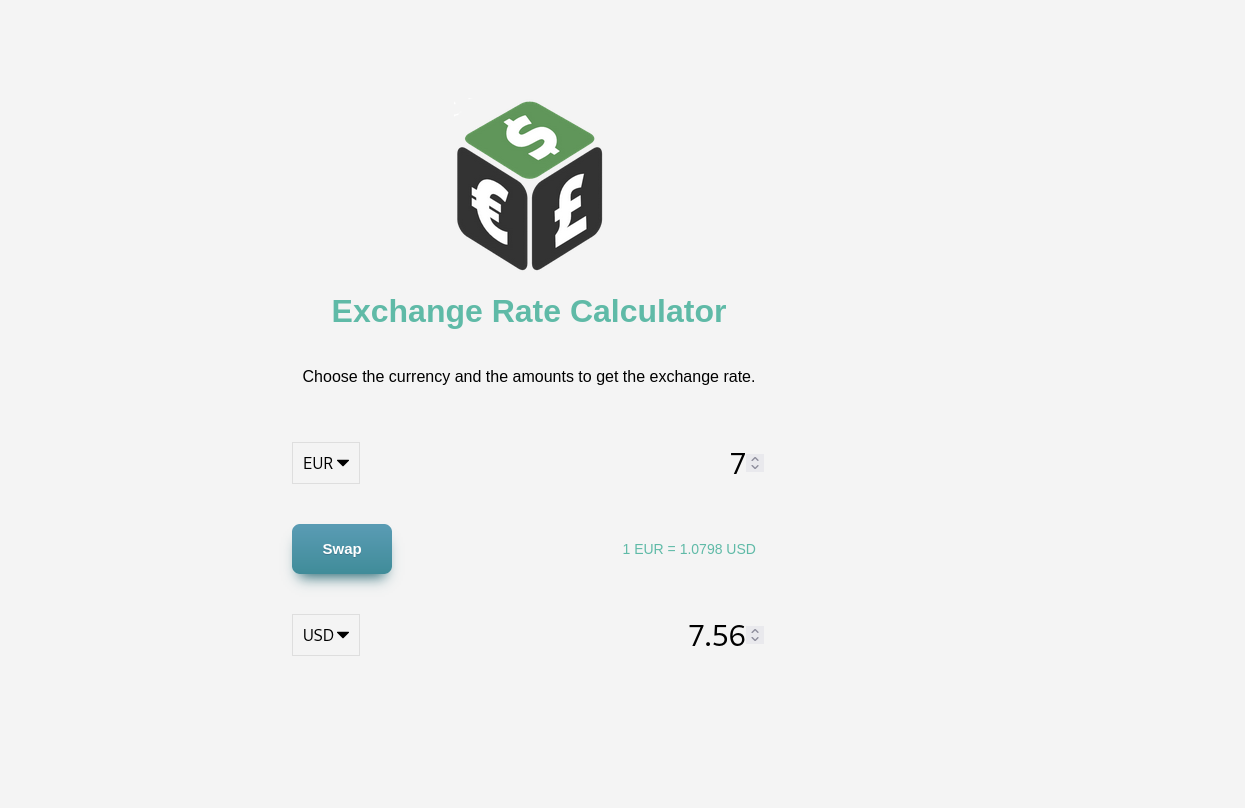 $
€ £
Exchange Rate Calculator
Choose the currency and the amounts to get the exchange rate.
EUR 7
Swap 1 EUR = 1.0798 USD
USD 7.56